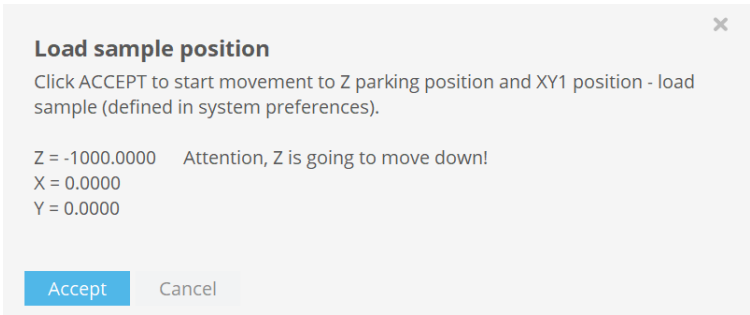 Load sample position
Click ACCEPT to start movement to Z parking position and XY1 position - load
sample (defined in system preferences).
Z = -1000.0000 Attention, Z is going to move down!
X = 0.0000
Y = 0.0000
Accept Cancel